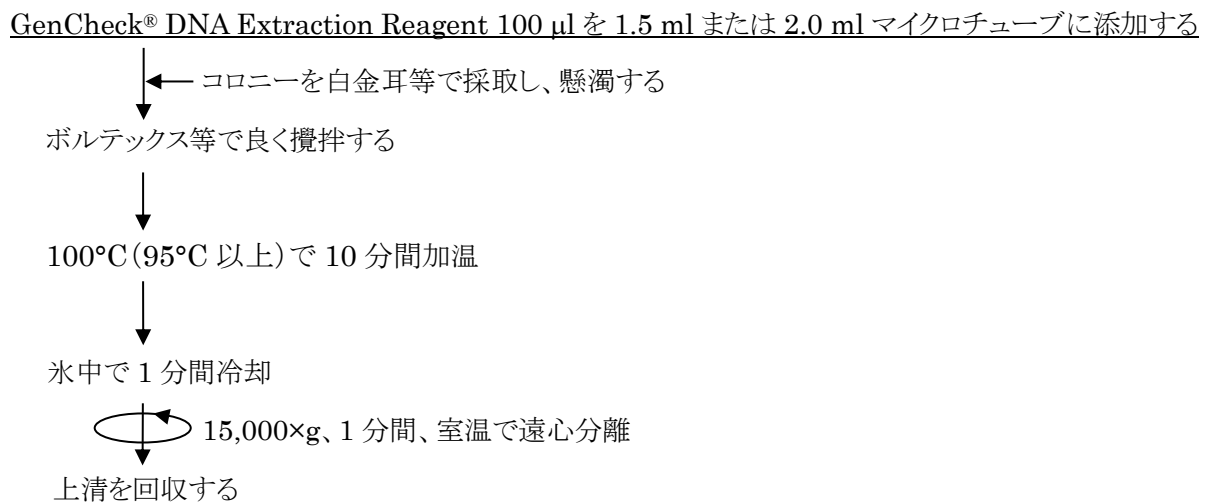 GenCheck® DNA Extraction Reagent 100 µl を 1.5 ml または 2.0 ml マイクロチューブに添加する
コロニーを白金耳等で採取し、懸濁する
ボルテックス等で良く攪拌する
100°C(95°C 以上)で 10 分間加温
氷中で 1 分間冷却
15,000×g、1 分間、室温で遠心分離
上清を回収する